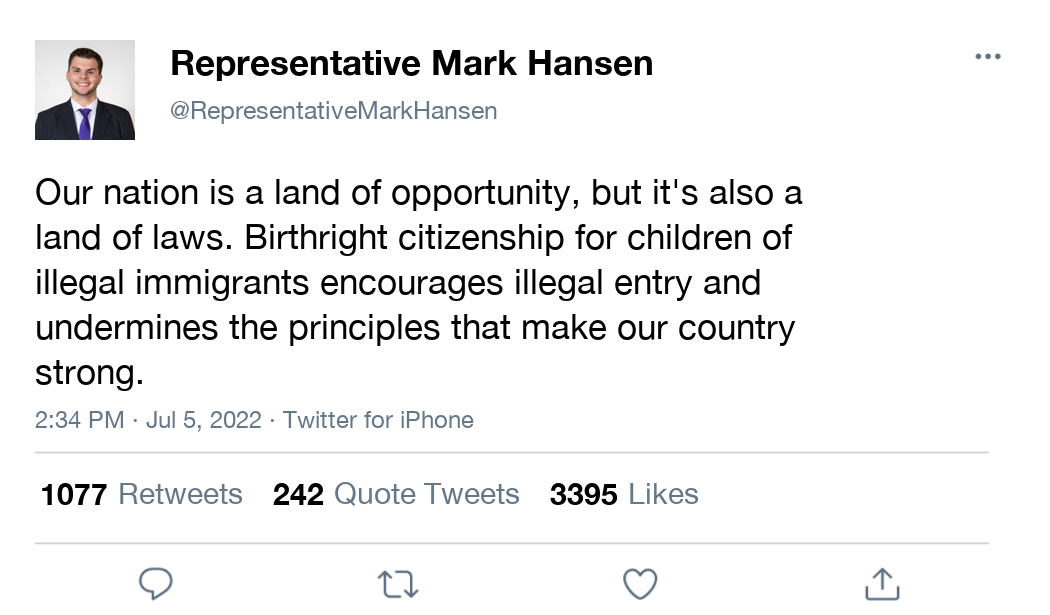 Representative Mark Hansen
@RepresentativeMarkHansen
Our nation is a land of opportunity, but it's also a
land of laws. Birthright citizenship for children of
illegal immigrants encourages illegal entry and
undermines the principles that make our country
strong.
2:34 PM · Jul 5, 2022 · Twitter for iPhone
1077 Retweets 242 Quote Tweets 3395 Likes